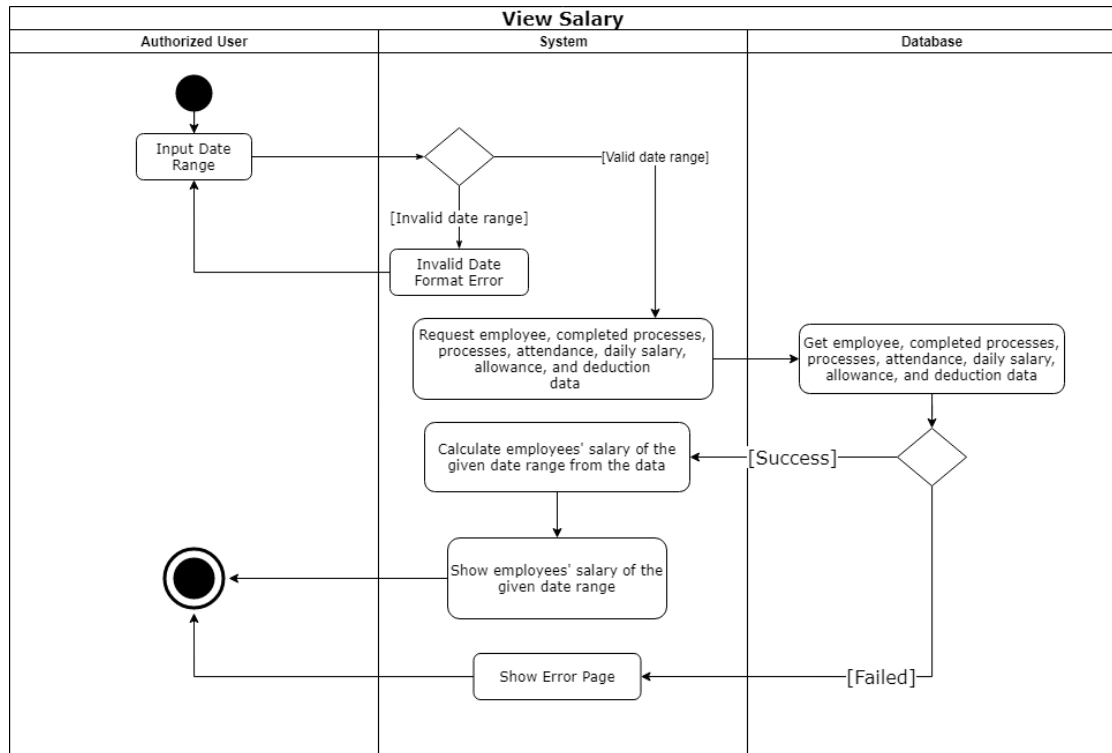 View Salary
Authorized User
System
Database
Input Date
Range
[Valid date range]
[Invalid date range]
Invalid Date
Format Error
Request employee, completed processes,
processes, attendance, daily salary,
allowance, and deduction
data
Get employee, completed processes,
processes, attendance, daily salary,
allowance, and deduction data
Calculate employees' salary of the
given date range from the data
[Success]
Show employees' salary of the
given date range
Show Error Page
[Failed]